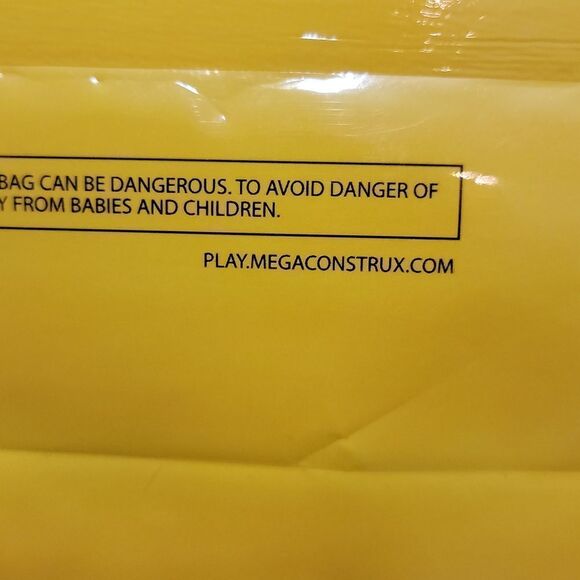 BAG CAN BE DANGEROUS. TO AVOID DANGER OF
Y FROM BABIES AND CHILDREN.
PLAY.MEGACONSTRUX.COM